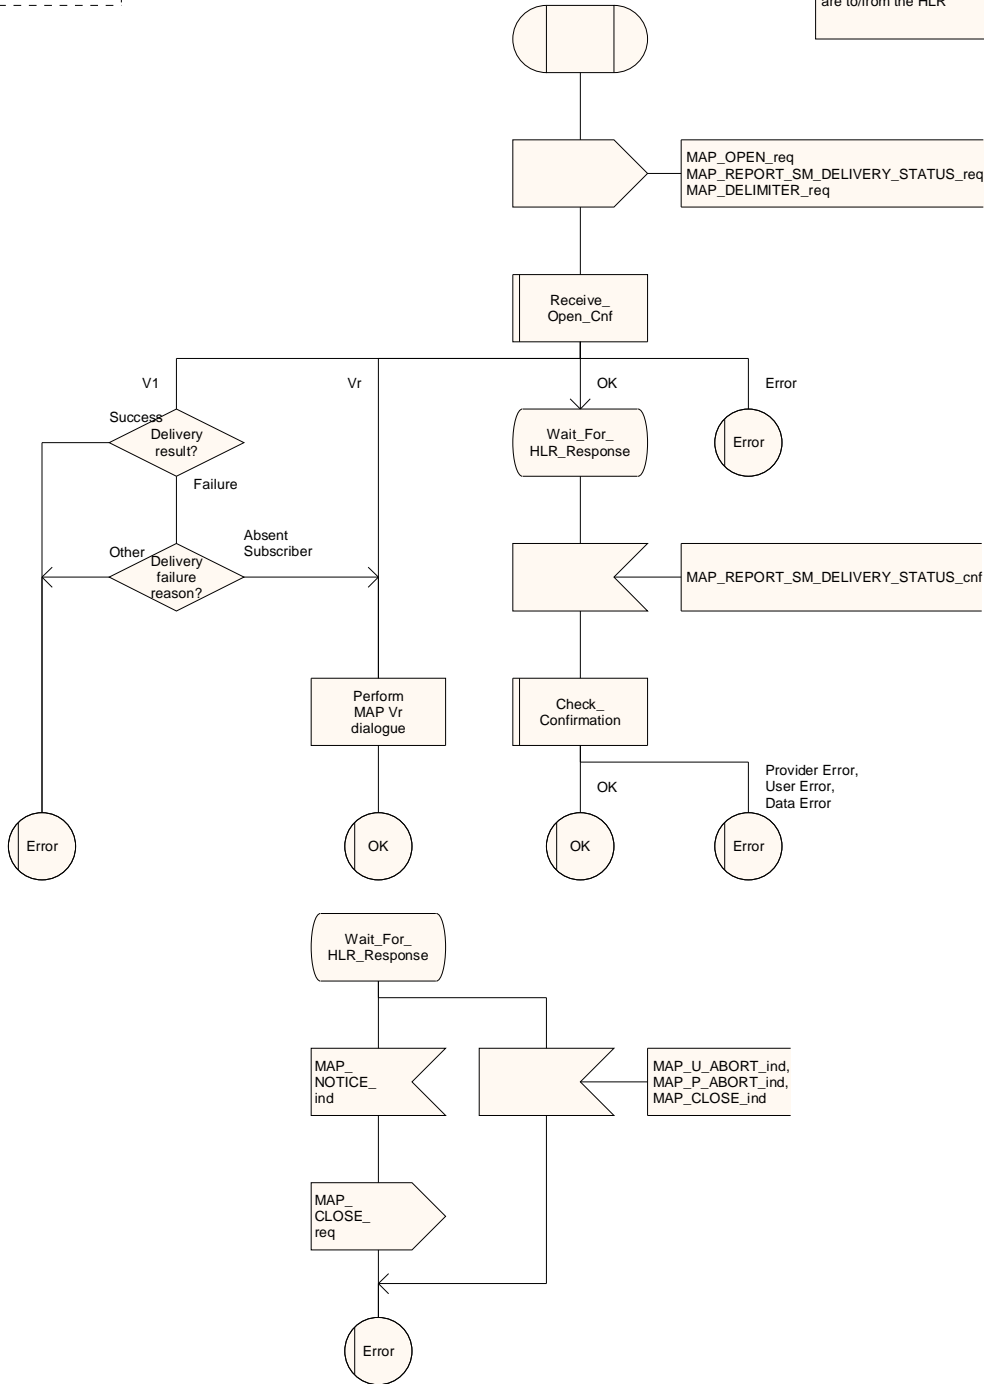 are to/from the HLR
MAP_OPEN_req
MAP_REPORT_SM_DELIVERY_STATUS_req
MAP_DELIMITER_req
Receive_
Open_Cnf
V1
Vr
OK
Error
Success
Delivery
result?
Wait_For_
HLR_Response
Error
Failure
Other
Delivery
failure
reason?
Absent
Subscriber
MAP_REPORT_SM_DELIVERY_STATUS_cnf
Perform
MAP Vr
dialogue
Check_
Confirmation
OK
Provider Error,
User Error,
Data Error
Error
OK
OK
Error
Wait_For_
HLR_Response
MAP_
NOTICE_
ind
MAP_U_ABORT_ind,
MAP_P_ABORT_ind,
MAP_CLOSE_ind
MAP_
CLOSE_
req
Error